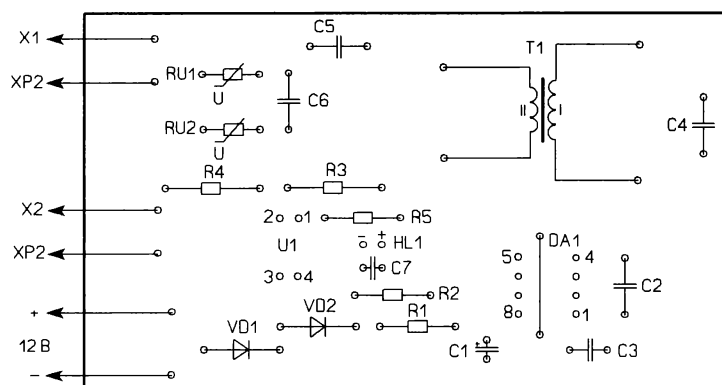 X1
XP2
RU1
U
RU2
U
C5
C6
T1
II
I
C4
R4
R3
X2
2
1
R5
U1
-
+
HL1
XP2
3
4
C7
5
DA1
4
C2
+
R2
8
1
12 В
VD1
VD2
R1
+
C1
C3
-